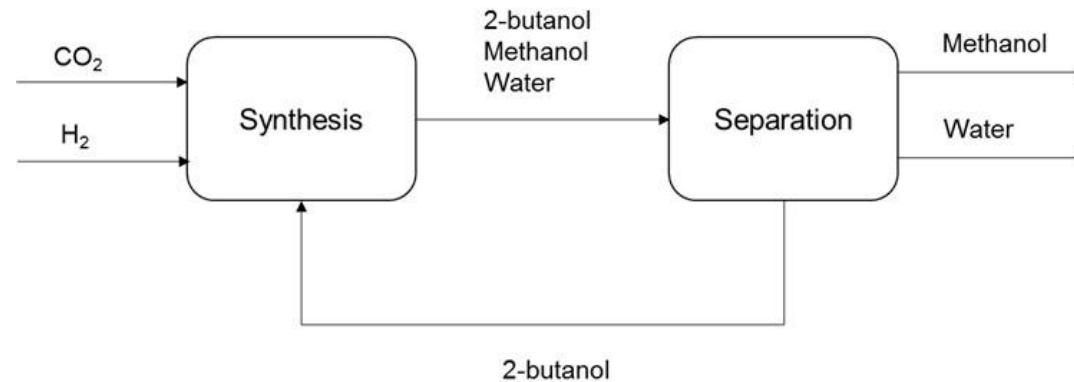 CO₂
H₂
Synthesis
2-butanol
Methanol
Water
Separation
Methanol
Water
2-butanol